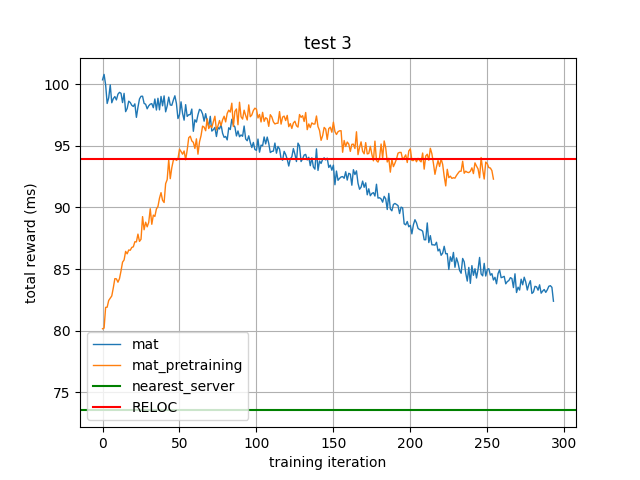 test 3
total reward (ms)
100
95
90
85
80
75
mat
mat_pretraining
nearest_server
RELOC
0 50 100 150 200 250 300
training iteration